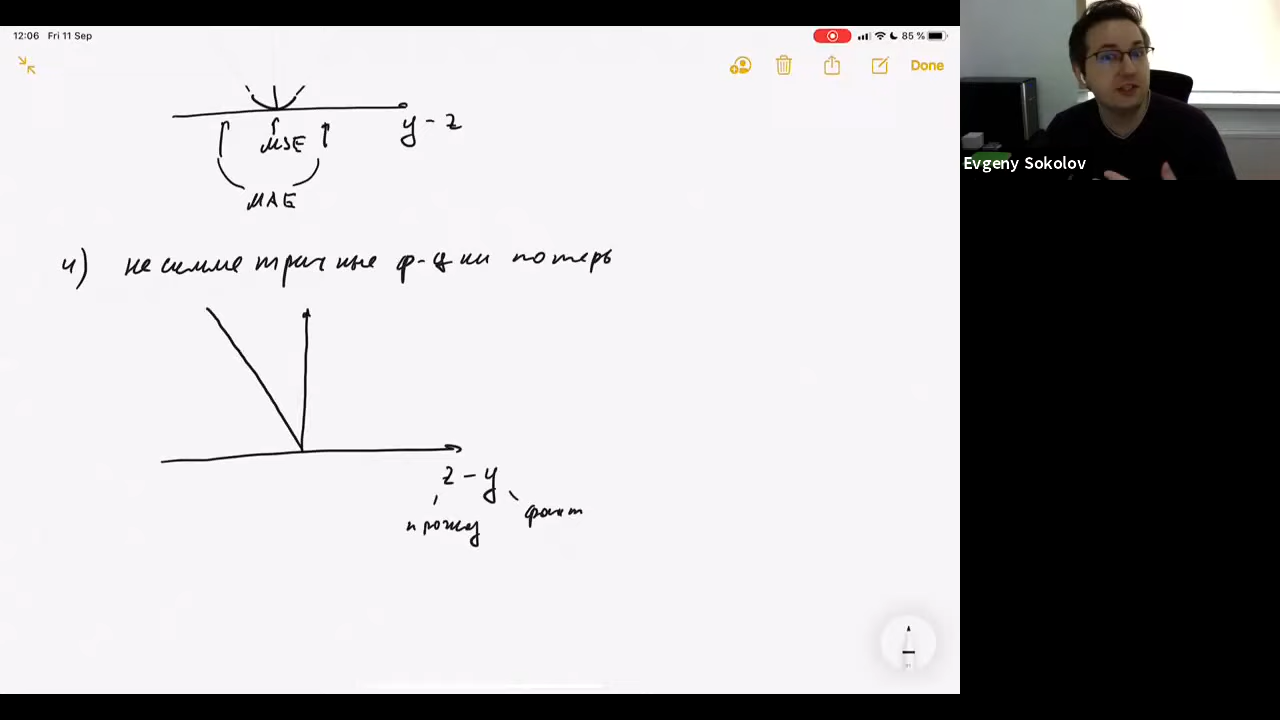 12:06 Fri 11 Sep
85 %
Done
y - z
MSE
MAE
Evgeny Sokolov
4) несимметричные ф-ции потерь
z - y
прогноз факт